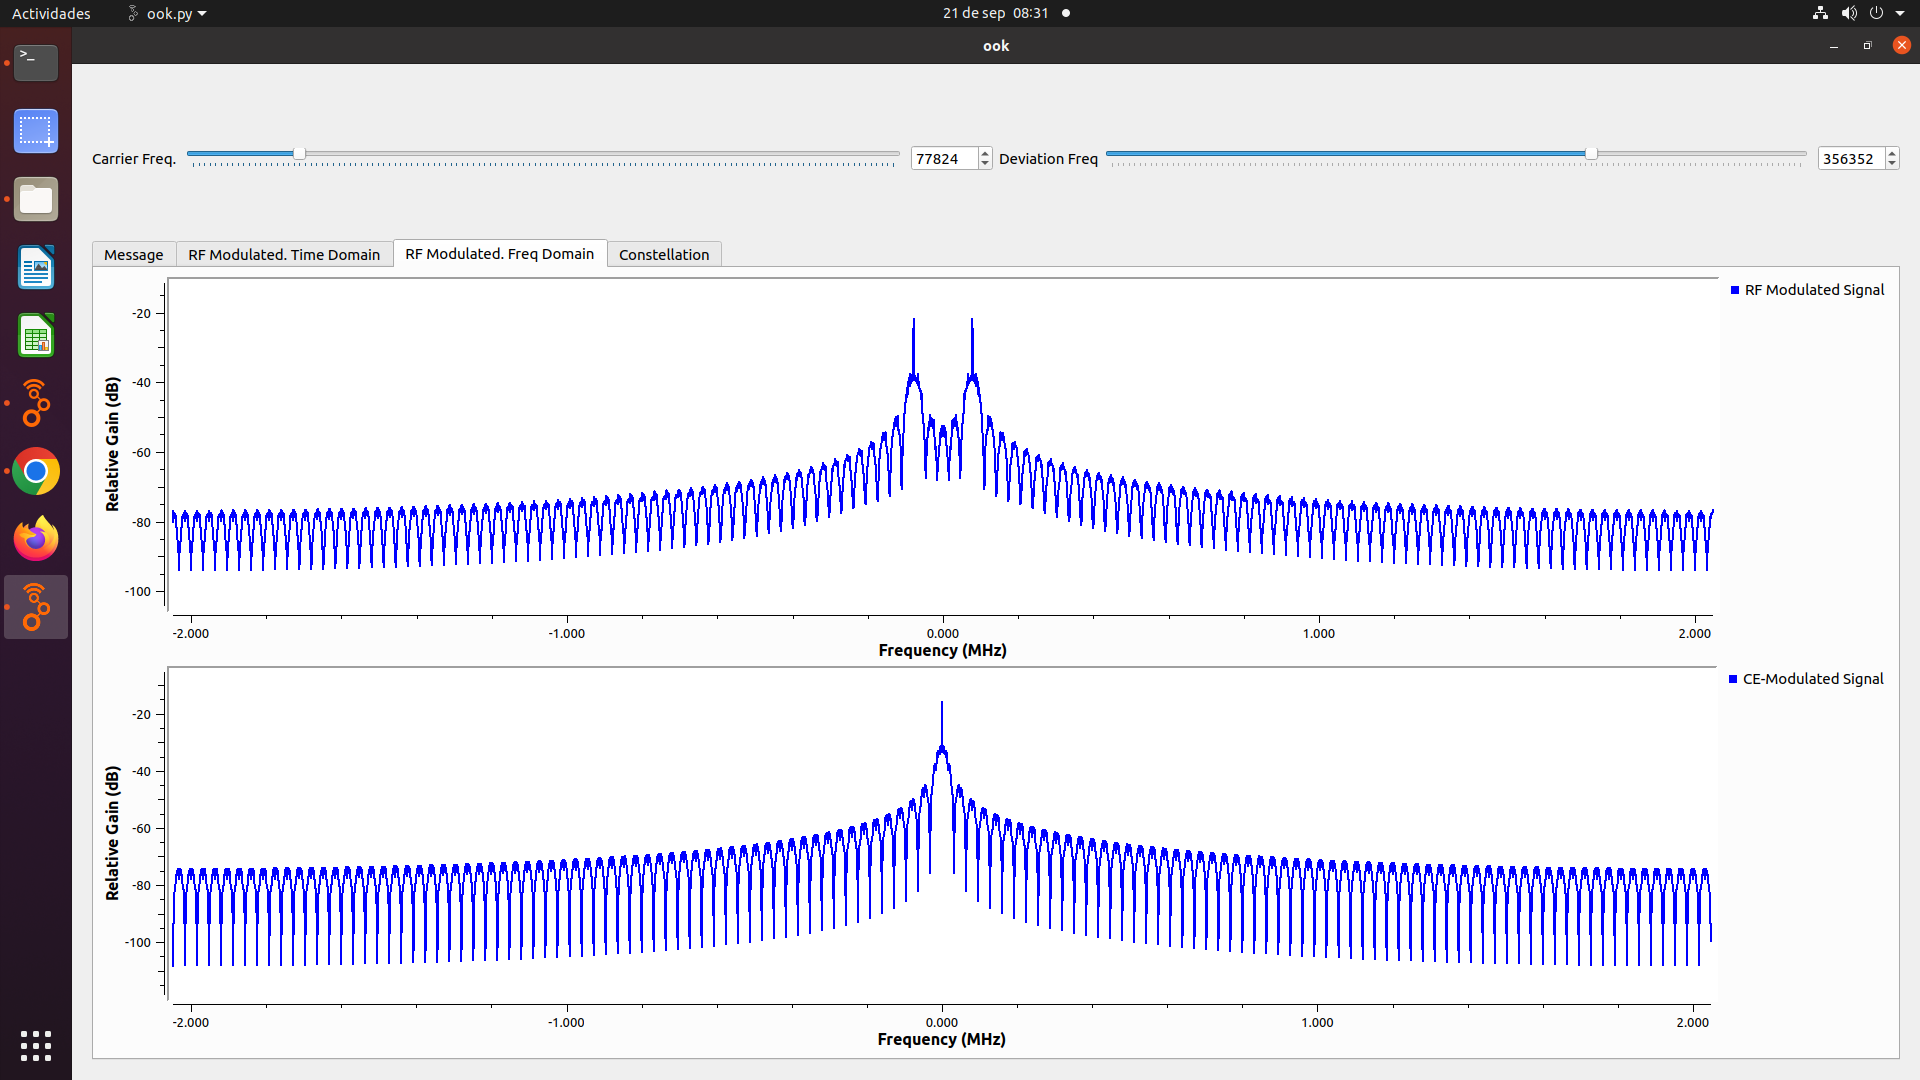 Actividades ook.py 21 de sep 08:31
ook
Carrier Freq. 77824 Deviation Freq 356352
Message RF Modulated. Time Domain RF Modulated. Freq Domain Constellation
RF Modulated Signal
-20
-40
-60
-80
-100
Relative Gain (dB)
-2.000 -1.000 0.000 1.000 2.000
Frequency (MHz)
CE-Modulated Signal
-20
-40
-60
-80
-100
Relative Gain (dB)
-2.000 -1.000 0.000 1.000 2.000
Frequency (MHz)